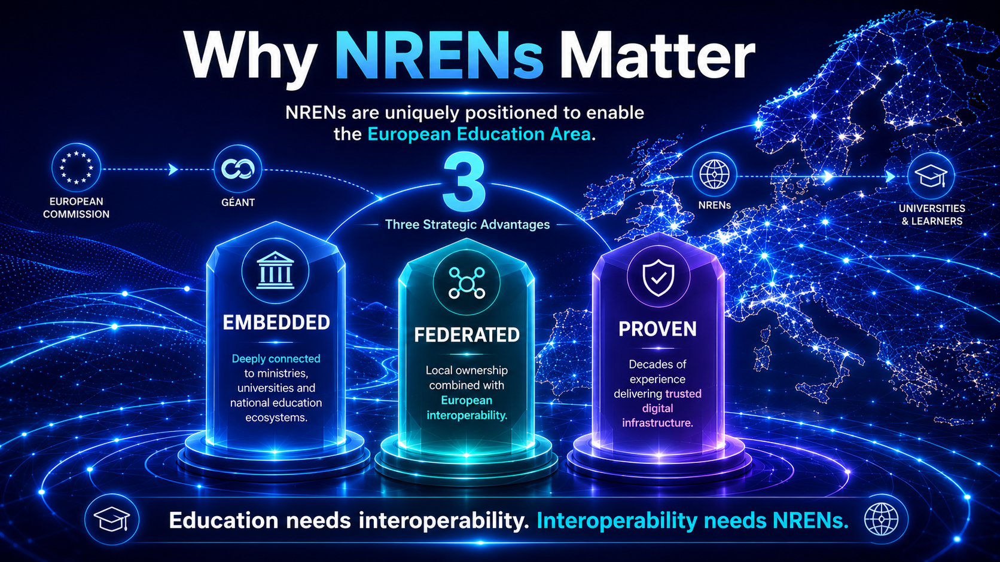 Why NRENs Matter
NRENs are uniquely positioned to enable
the European Education Area.
EUROPEAN
COMMISSION
GÉANT
3
Three Strategic Advantages
NRENs
UNIVERSITIES
& LEARNERS
EMBEDDED
Deeply connected
to ministries,
universities and
national education
ecosystems.
FEDERATED
Local ownership
combined with
European
interoperability.
PROVEN
Decades of
experience
delivering trusted
digital
infrastructure.
Education needs interoperability. Interoperability needs NRENs.